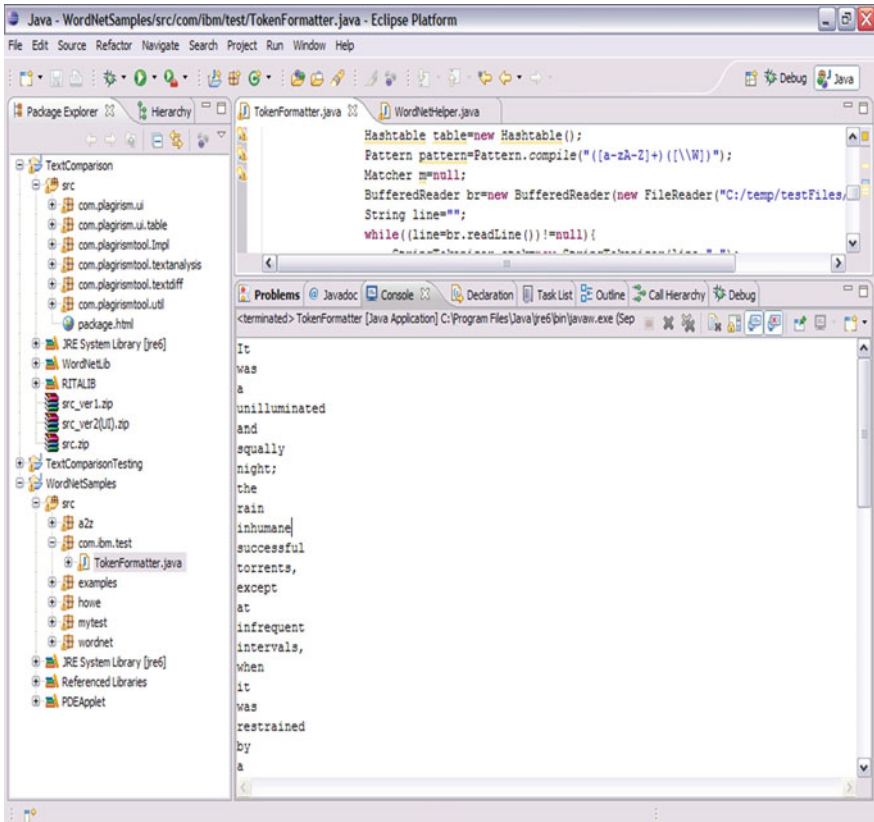 Java - WordNetSamples/src/com/ibm/test/TokenFormatter.java - Eclipse Platform
File Edit Source Refactor Navigate Search Project Run Window Help
Debug Java
Package Explorer Hierarchy
TextComparison
src
com.plagirism.ui
com.plagirism.ui.table
com.plagirismtool.Impl
com.plagirismtool.textanalysis
com.plagirismtool.textdiff
com.plagirismtool.util
package.html
JRE System Library [jre6]
WordNetLib
RITALIB
src_ver1.zip
src_ver2(UI).zip
src.zip
TextComparisonTesting
WordNetSamples
src
a2z
com.ibm.test
TokenFormatter.java
examples
howe
mytest
wordnet
JRE System Library [jre6]
Referenced Libraries
PDEApplet
TokenFormatter.java WordNetHelper.java
Hashtable table=new Hashtable();
Pattern pattern=Pattern.compile("([a-zA-Z]+)([\\W])");
Matcher m=null;
BufferedReader br=new BufferedReader(new FileReader("C:/temp/testFiles/
String line="";
while((line=br.readLine())!=null){
Problems Javadoc Console Declaration Task List Outline Call Hierarchy Debug
<terminated> TokenFormatter [Java Application] C:\Program Files\Java\jre6\bin\javaw.exe (Sep
It
was
a
unilluminated
and
squally
night;
the
rain
inhumane
successful
torrents,
except
at
infrequent
intervals,
when
it
was
restrained
by
a